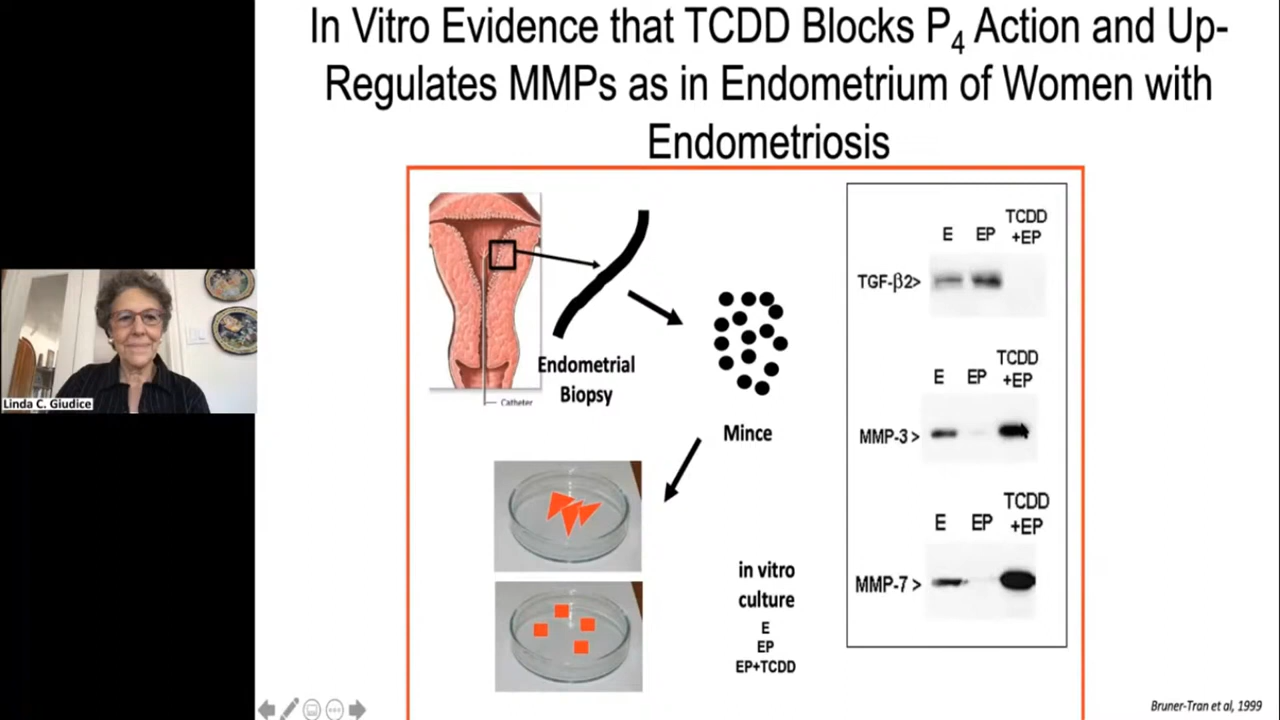 In Vitro Evidence that TCDD Blocks P4 Action and Up-
Regulates MMPs as in Endometrium of Women with
Endometriosis
Linda C. Giudice
Endometrial
Biopsy
Catheter
Mince
in vitro
culture
E
EP
EP+TCDD
E EP TCDD
+EP
TGF-β2>
E EP TCDD
+EP
MMP-3>
E EP TCDD
+EP
MMP-7>
Bruner-Tran et al, 1999